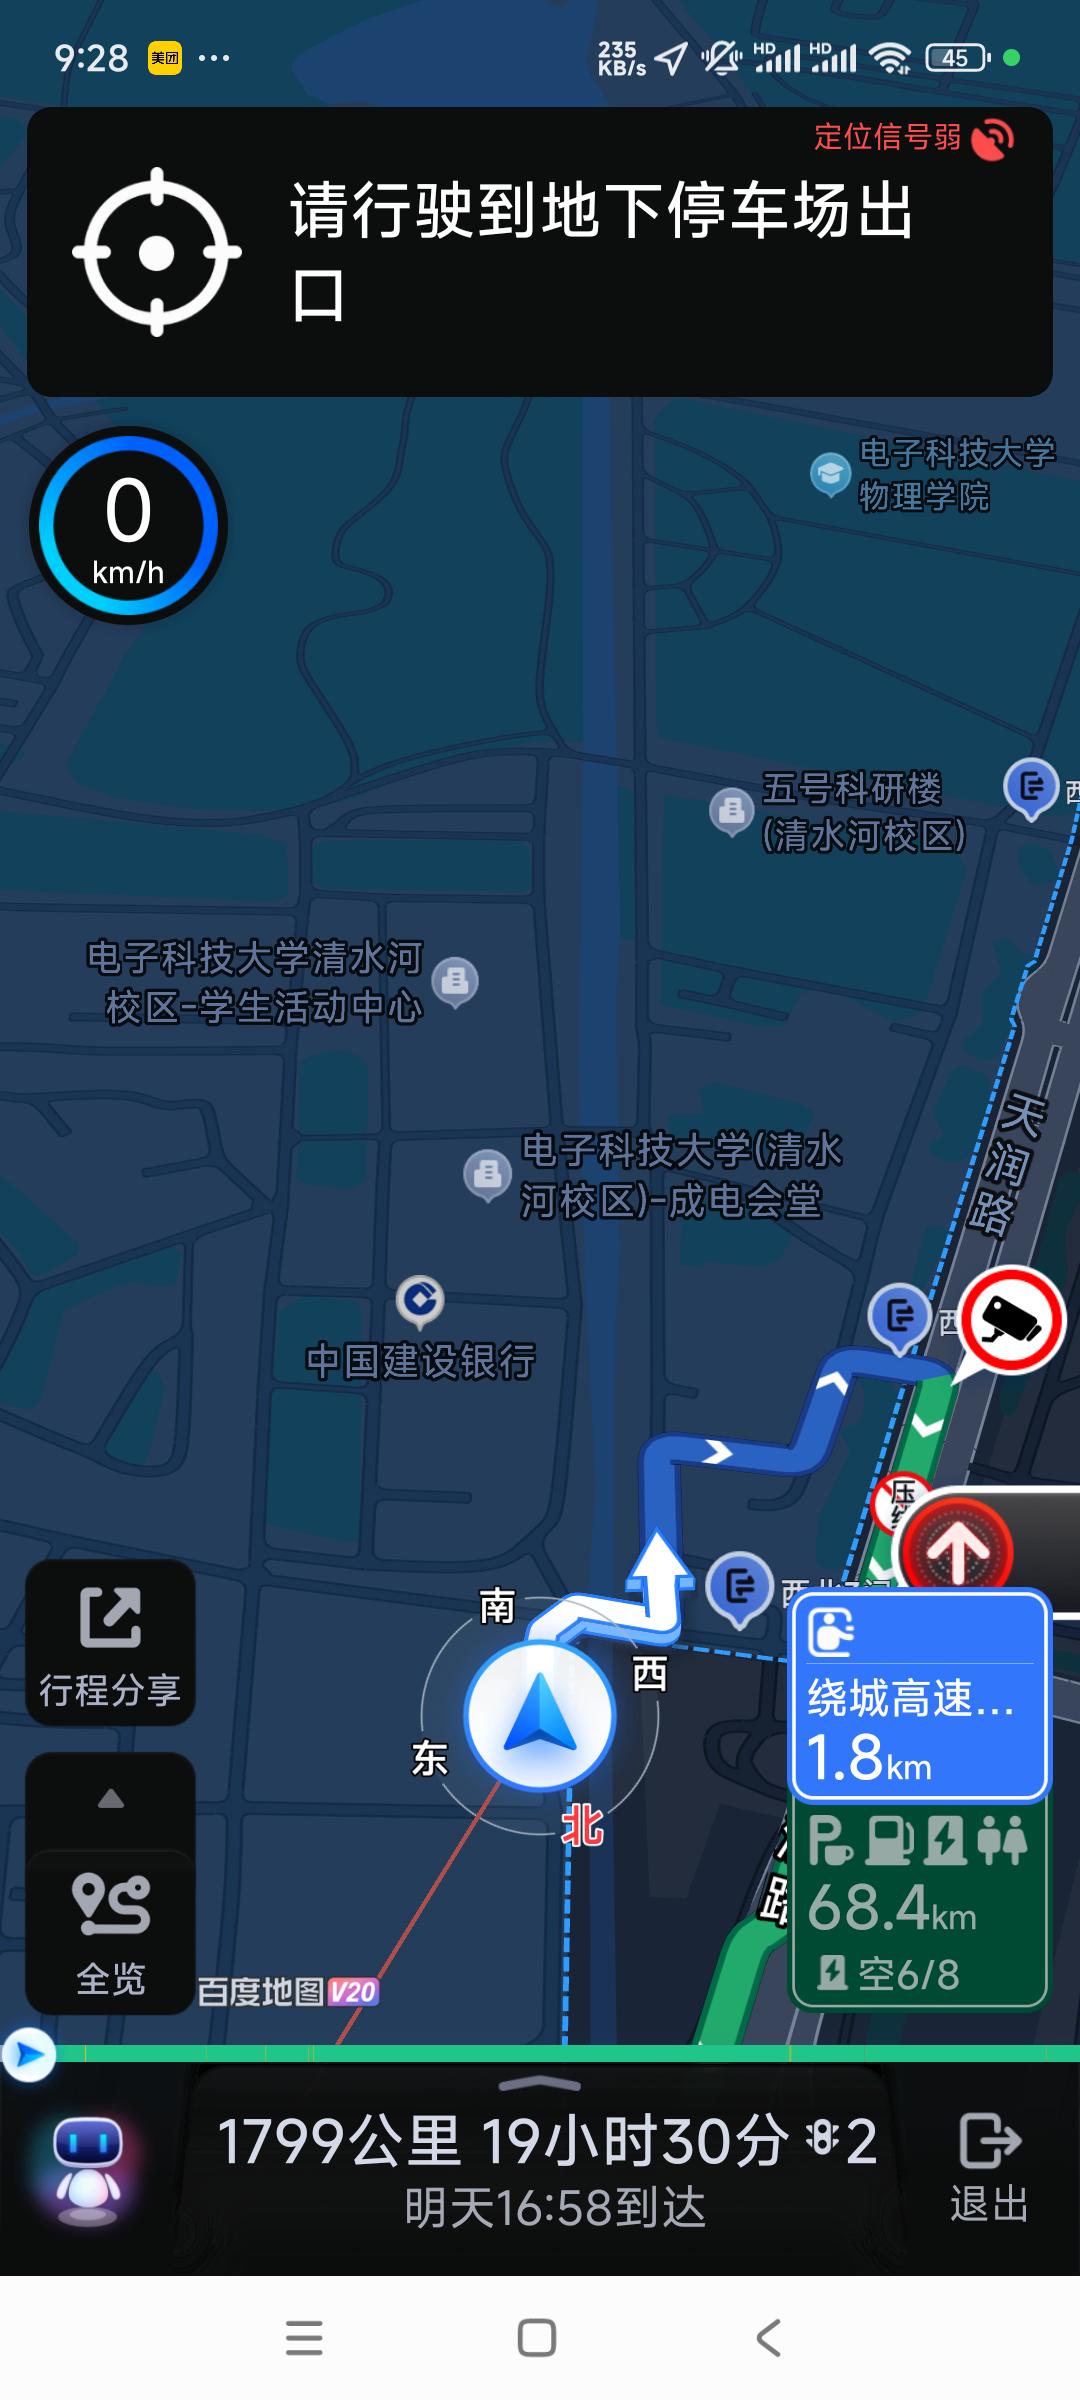 9:28 美团 ... 235 KB/s HD HD 45
定位信号弱
请行驶到地下停车场出
口
0
km/h
电子科技大学
物理学院
五号科研楼
(清水河校区)
西
电子科技大学清水河
校区-学生活动中心
天润路
电子科技大学(清水
河校区)-成电会堂
西
中国建设银行
压
南
西
东
北
行程分享
绕城高速...
1.8km
68.4km
空6/8
路
全览
百度地图V20
1799公里 19小时30分 2
明天16:58到达
退出